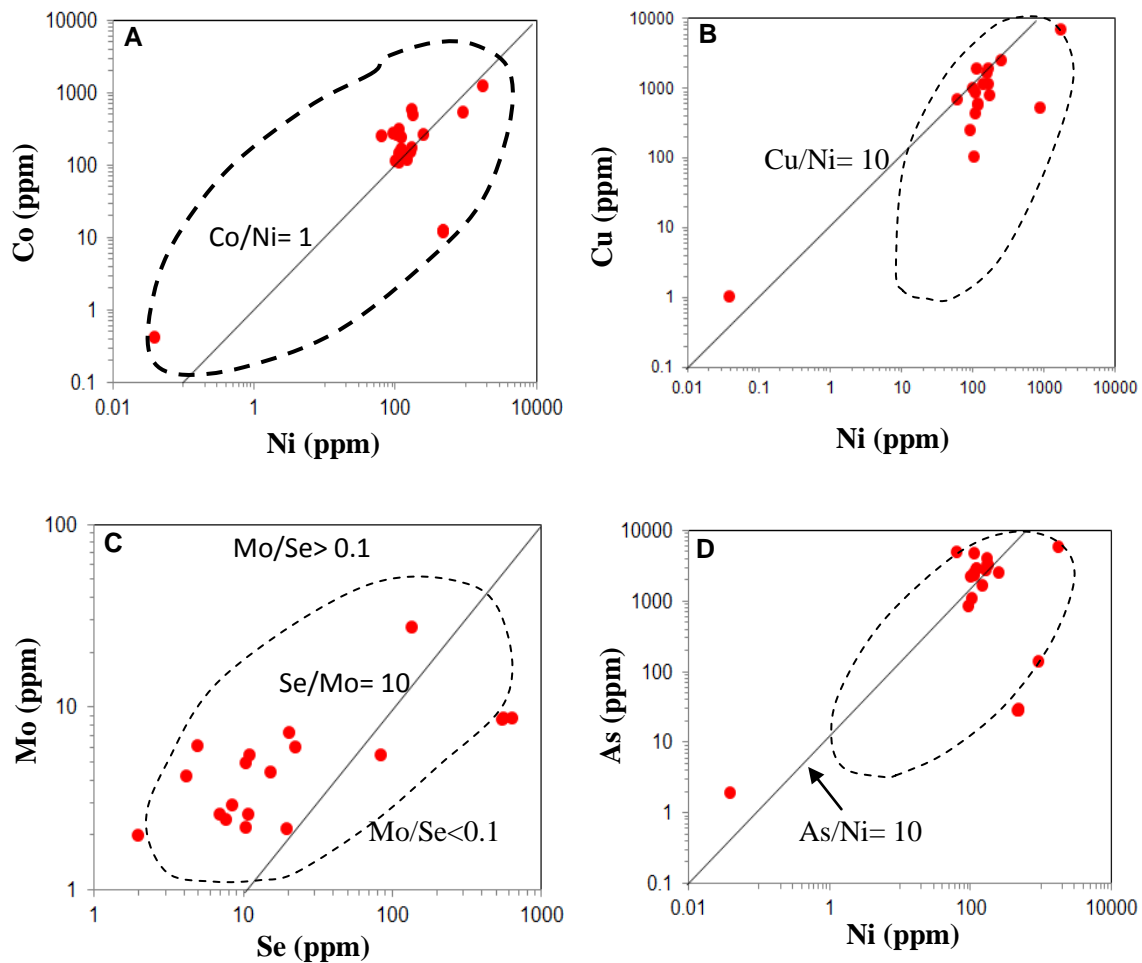 A
10000
1000
100
10
1
0.1
Co (ppm)
Co/Ni= 1
0.01
1
100
10000
Ni (ppm)
B
10000
1000
100
10
1
0.1
Cu (ppm)
Cu/Ni= 10
0.01
0.1
1
10
100
1000
10000
Ni (ppm)
C
100
10
1
Mo (ppm)
Mo/Se> 0.1
Se/Mo= 10
Mo/Se<0.1
1
10
100
1000
Se (ppm)
D
10000
1000
100
10
1
0.1
As (ppm)
As/Ni= 10
0.01
1
100
10000
Ni (ppm)